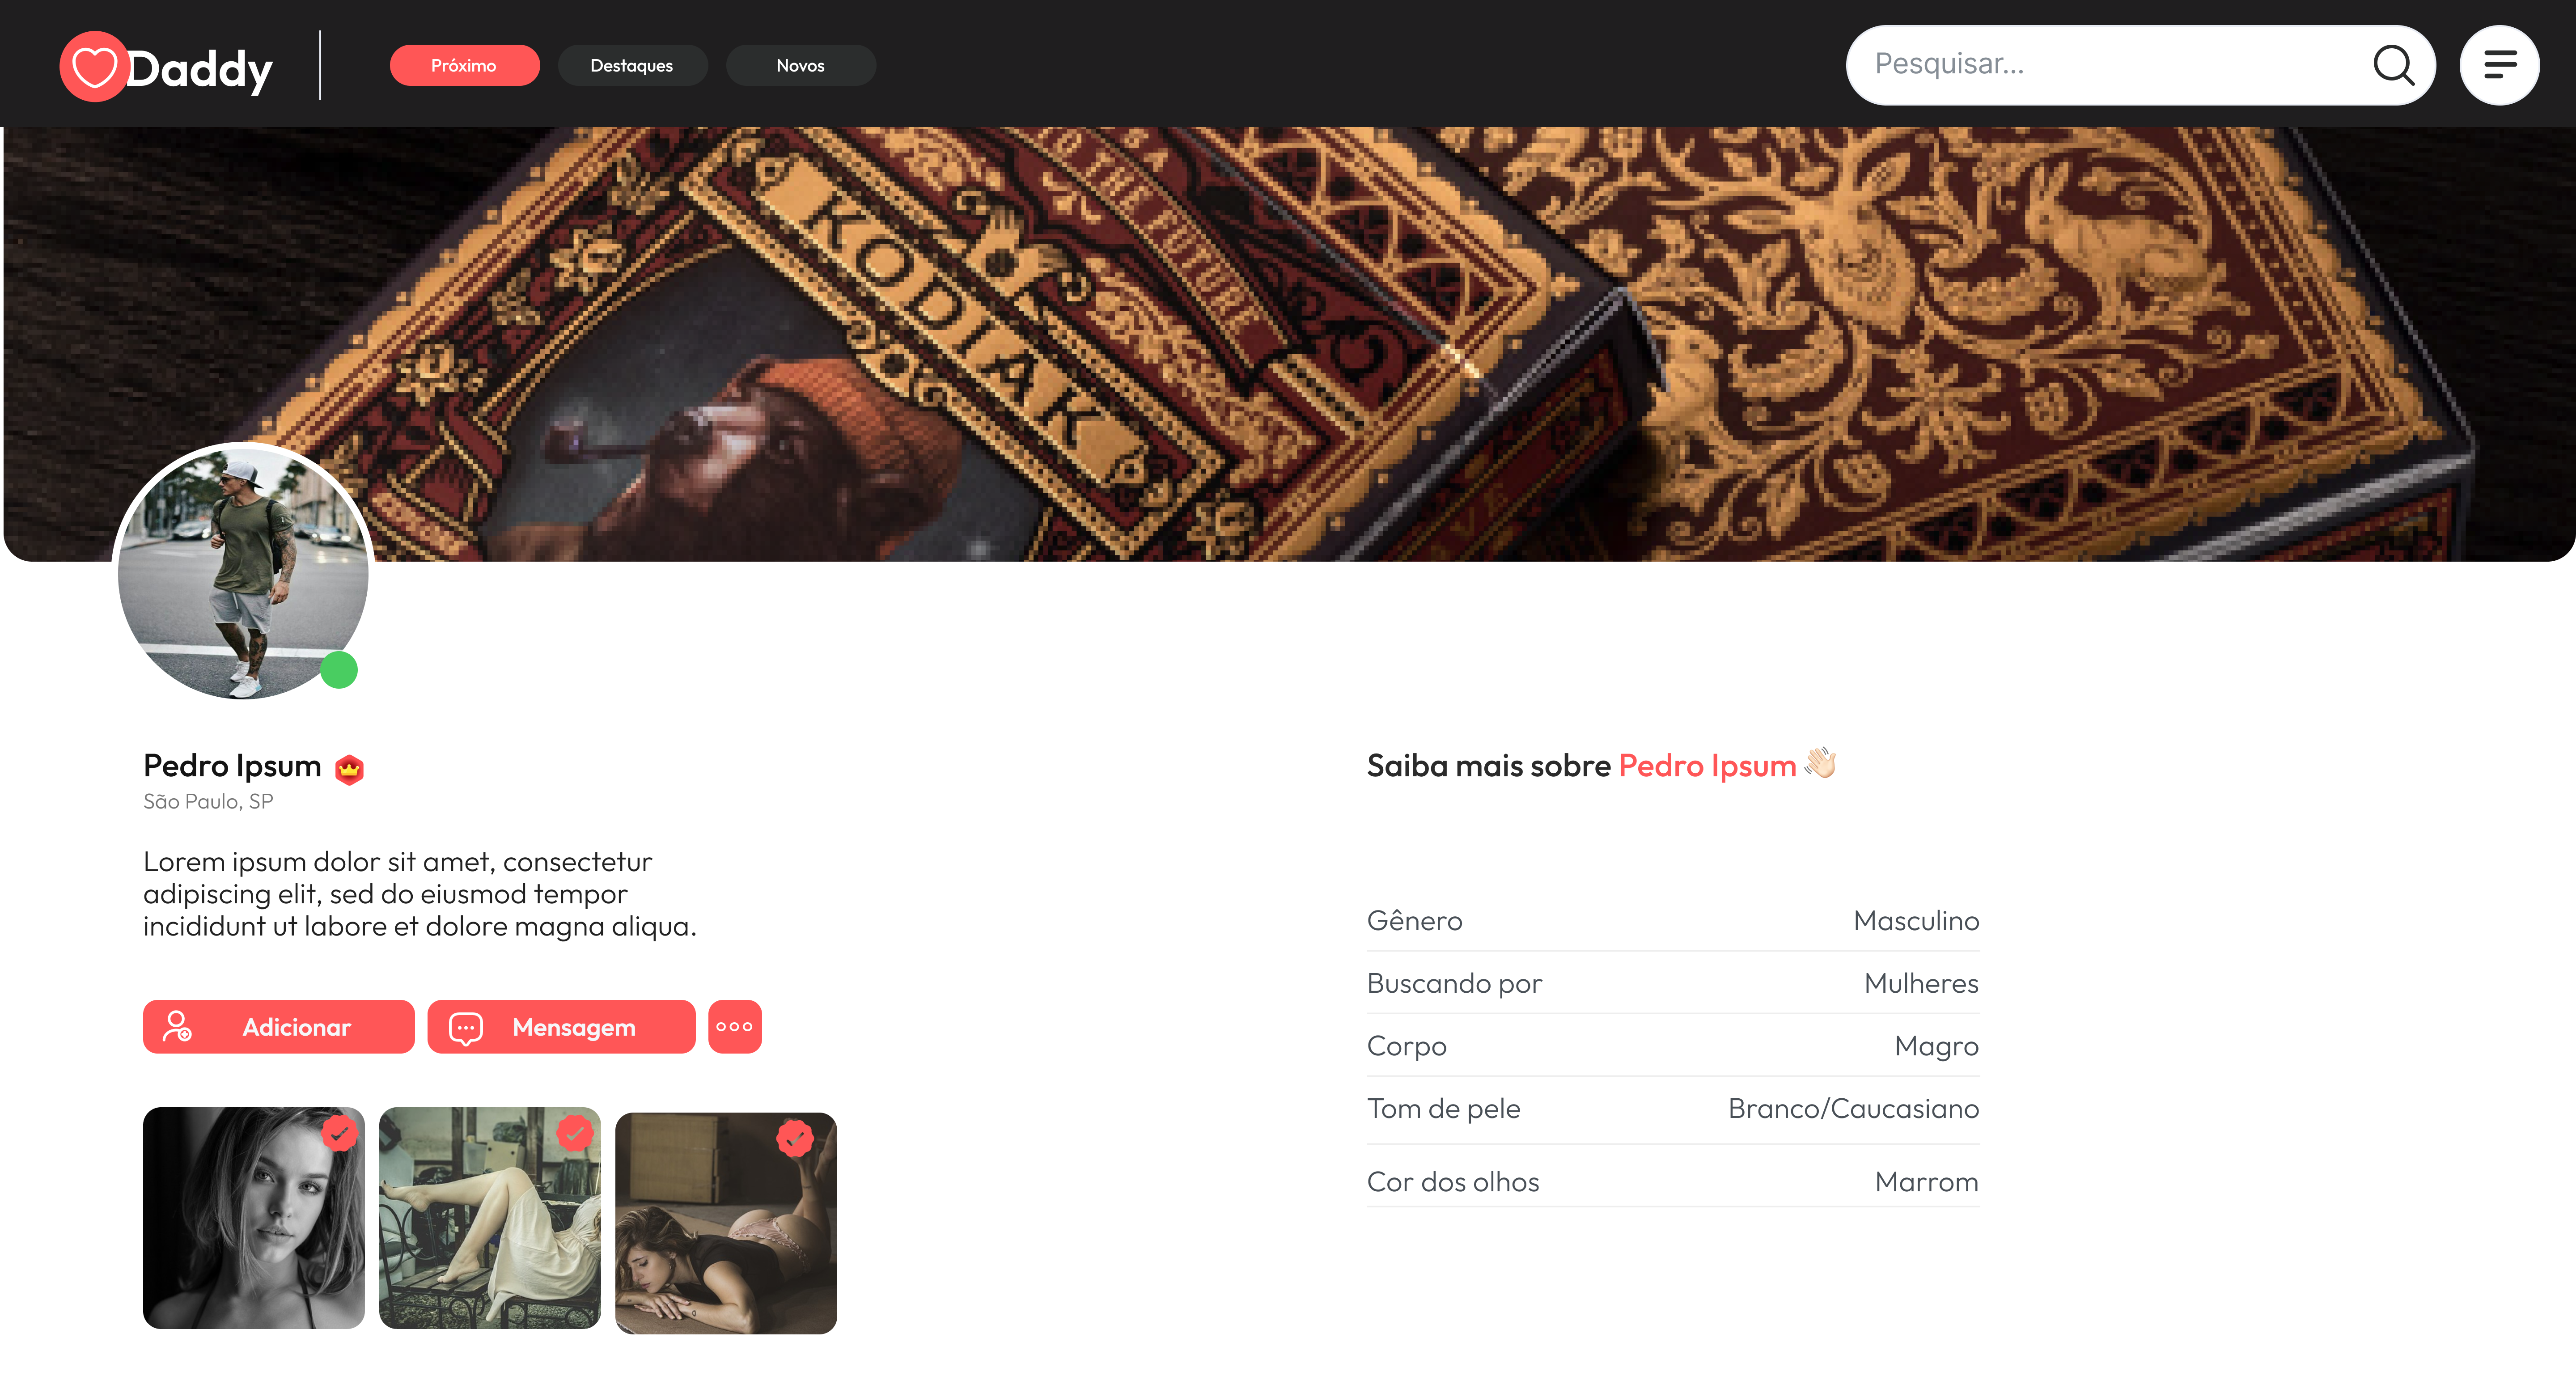 Daddy
Próximo
Destaques
Novos
Pesquisar...
KODIAK
TO THE FUTURE
Pedro Ipsum
São Paulo, SP
Lorem ipsum dolor sit amet, consectetur
adipiscing elit, sed do eiusmod tempor
incididunt ut labore et dolore magna aliqua.
Adicionar
Mensagem
Saiba mais sobre Pedro Ipsum 👋🏻
Gênero Masculino
Buscando por Mulheres
Corpo Magro
Tom de pele Branco/Caucasiano
Cor dos olhos Marrom